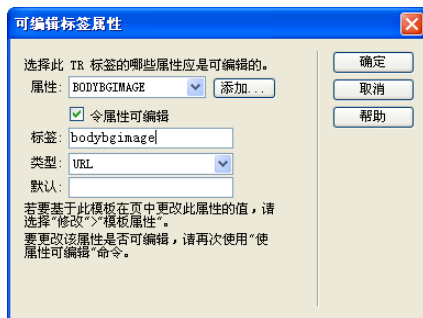 可编辑标签属性
选择此 TR 标签的哪些属性应是可编辑的。
属性: BODYBGIMAGE 添加...
令属性可编辑
标签: bodybgimage
类型: URL
默认:
若要基于此模板在页中更改此属性的值，请
选择“修改”>“模板属性”。
要更改该属性是否可编辑，请再次使用“使
属性可编辑”命令。
确定
取消
帮助